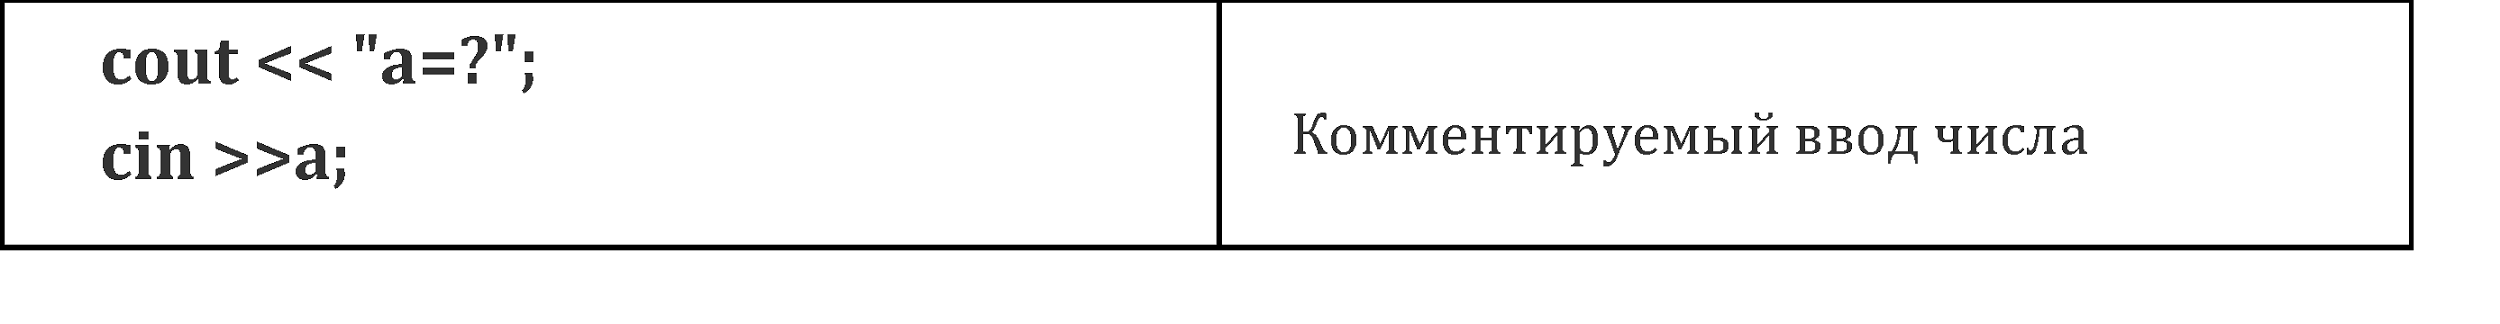 cout << "a=?";
cin >>a;
Комментируемый ввод числа